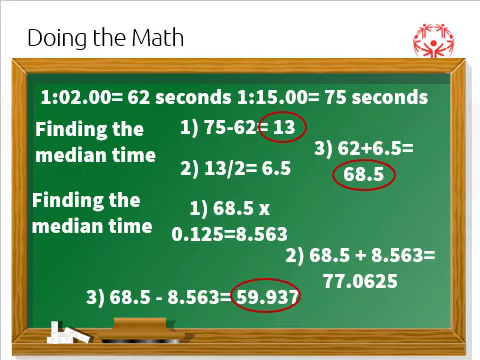 Doing the Math
1:02.00= 62 seconds 1:15.00= 75 seconds
Finding the
median time
1) 75-62= 13
2) 13/2= 6.5
3) 62+6.5=
68.5
Finding the
median time
1) 68.5 x
0.125=8.563
2) 68.5 + 8.563=
77.0625
3) 68.5 - 8.563= 59.937